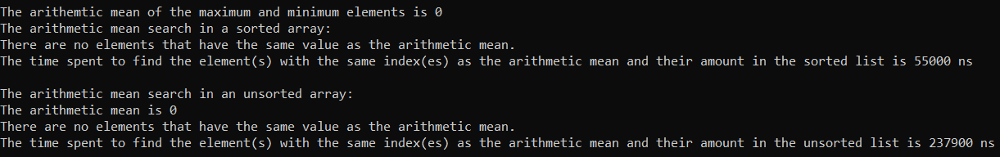 The arithemtic mean of the maximum and minimum elements is 0
The arithmetic mean search in a sorted array:
There are no elements that have the same value as the arithmetic mean.
The time spent to find the element(s) with the same index(es) as the arithmetic mean and their amount in the sorted list is 55000 ns

The arithmetic mean search in an unsorted array:
The arithmetic mean is 0
There are no elements that have the same value as the arithmetic mean.
The time spent to find the element(s) with the same index(es) as the arithmetic mean and their amount in the unsorted list is 237900 ns